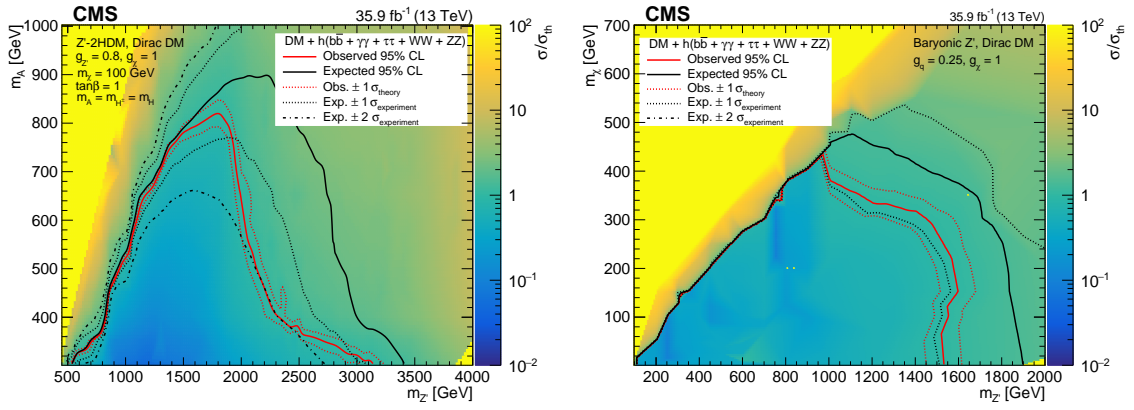 CMS
35.9 fb⁻¹ (13 TeV)
Z'-2HDM, Dirac DM
g_Z' = 0.8, g_χ = 1
m_χ = 100 GeV
tanβ = 1
m_A = m_H± = m_H
DM + h(bb̄ + γγ + ττ + WW + ZZ)
Observed 95% CL
Expected 95% CL
Obs. ± 1 σ_theory
Exp. ± 1 σ_experiment
Exp. ± 2 σ_experiment
m_A [GeV]
1000
900
800
700
600
500
400
500 1000 1500 2000 2500 3000 3500 4000
m_Z' [GeV]
σ/σ_th
10²
10
1
10⁻¹
10⁻²
CMS
35.9 fb⁻¹ (13 TeV)
DM + h(bb̄ + γγ + ττ + WW + ZZ)
Observed 95% CL
Expected 95% CL
Obs. ± 1 σ_theory
Exp. ± 1 σ_experiment
Exp. ± 2 σ_experiment
Baryonic Z', Dirac DM
g_q = 0.25, g_χ = 1
m_χ [GeV]
800
700
600
500
400
300
200
100
200 400 600 800 1000 1200 1400 1600 1800 2000
m_Z' [GeV]
σ/σ_th
10²
10
1
10⁻¹
10⁻²